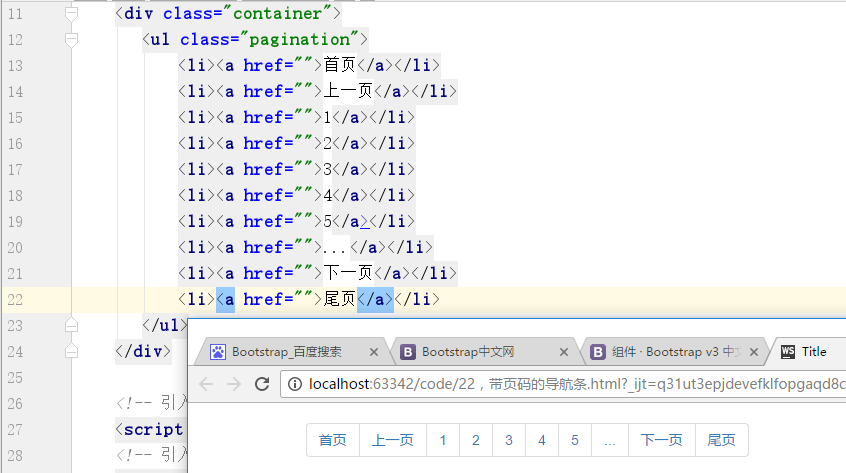 11 <div class="container">
12 <ul class="pagination">
13 <li><a href="">首页</a></li>
14 <li><a href="">上一页</a></li>
15 <li><a href="">1</a></li>
16 <li><a href="">2</a></li>
17 <li><a href="">3</a></li>
18 <li><a href="">4</a></li>
19 <li><a href="">5</a></li>
20 <li><a href="">...</a></li>
21 <li><a href="">下一页</a></li>
22 <li><a href="">尾页</a></li>
23 </ul>
24 </div>
25
26 <!-- 引入
27 <script
28 <!-- 引入
Bootstrap_百度搜索 Bootstrap中文网 组件 · Bootstrap v3 中文 WS Title
localhost:63342/code/22，带页码的导航条.html?_ijt=q31ut3epjdevefklfopgaqd8c
首页 上一页 1 2 3 4 5 ... 下一页 尾页